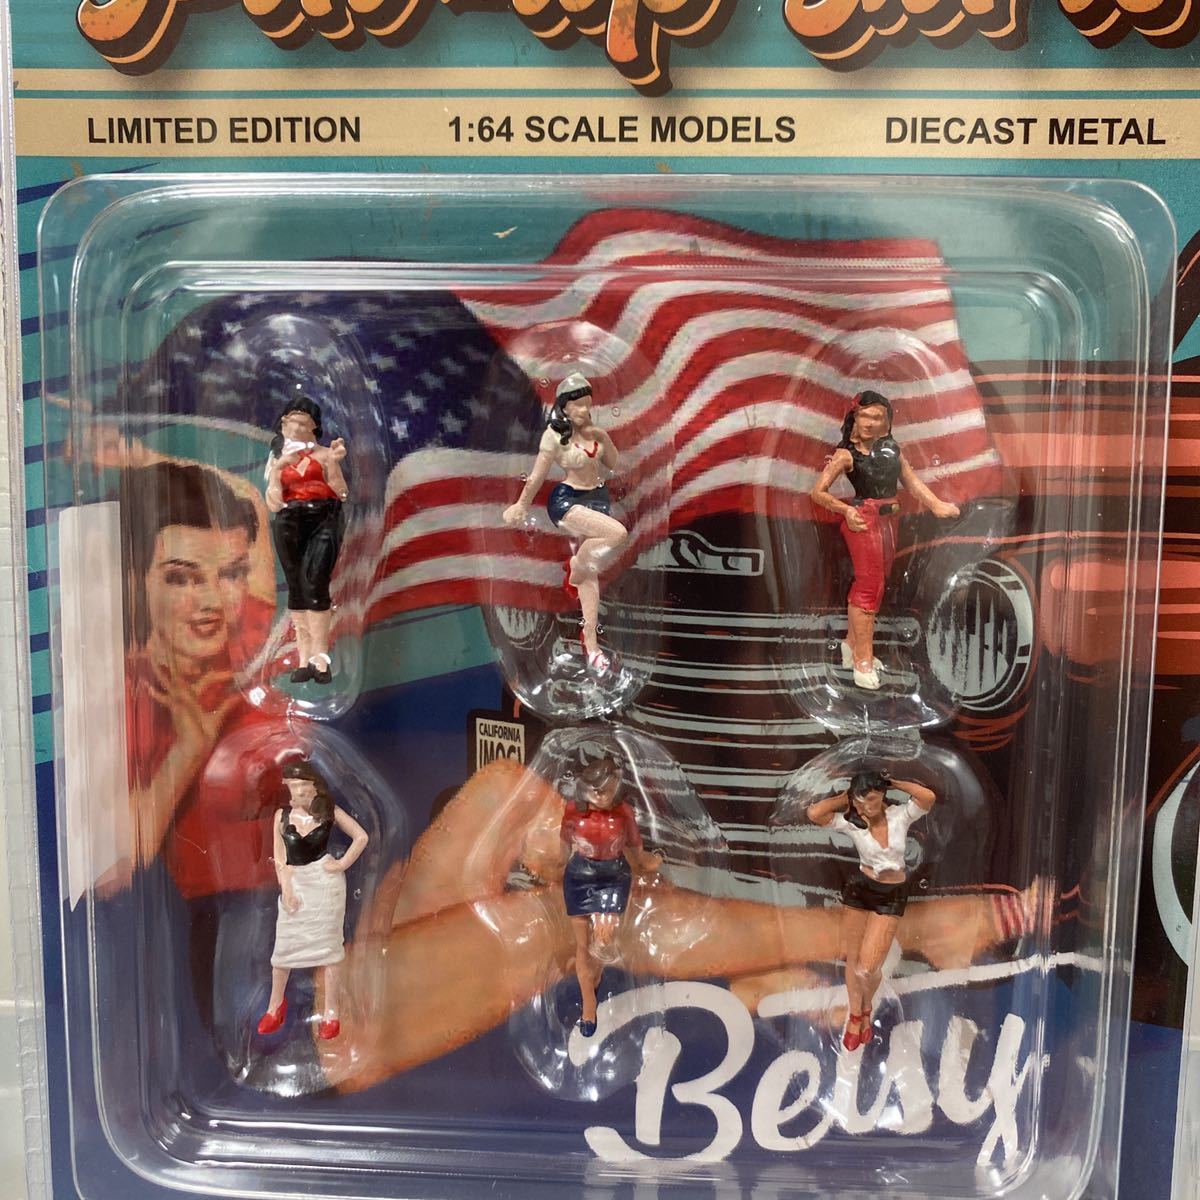 LIMITED EDITION 1:64 SCALE MODELS DIECAST METAL
CALIFORNIA
Betsy